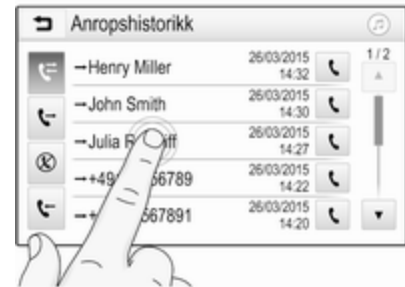 Anropshistorikk
1/2
→Henry Miller 26/03/2015 14:32
→John Smith 26/03/2015 14:30
→Julia 26/03/2015 14:27
26/03/2015 14:22
26/03/2015 14:20